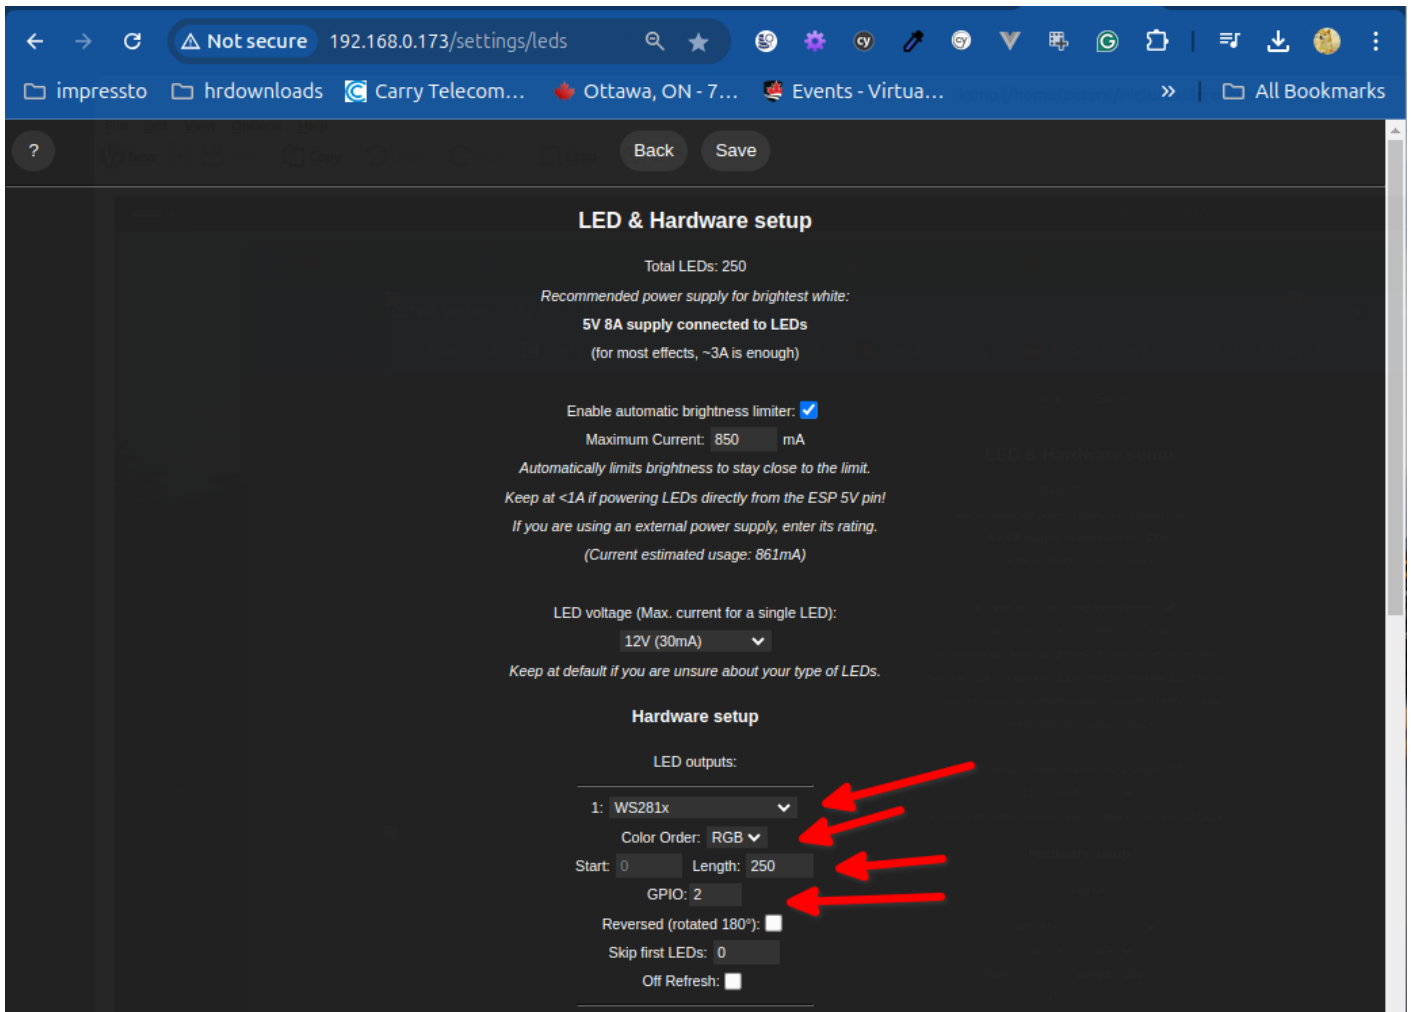 Not secure 192.168.0.173/settings/leds
impressto hrdownloads Carry Telecom... Ottawa, ON - 7... Events - Virtua... » All Bookmarks
? Back Save
LED & Hardware setup
Total LEDs: 250
Recommended power supply for brightest white:
5V 8A supply connected to LEDs
(for most effects, ~3A is enough)
Enable automatic brightness limiter:
Maximum Current: 850 mA
Automatically limits brightness to stay close to the limit.
Keep at <1A if powering LEDs directly from the ESP 5V pin!
If you are using an external power supply, enter its rating.
(Current estimated usage: 861mA)
LED voltage (Max. current for a single LED):
12V (30mA)
Keep at default if you are unsure about your type of LEDs.
Hardware setup
LED outputs:
1: WS281x
Color Order: RGB
Start: 0 Length: 250
GPIO: 2
Reversed (rotated 180°):
Skip first LEDs: 0
Off Refresh: